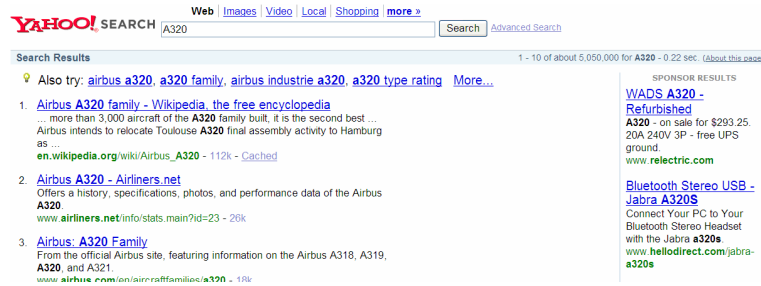 Web | Images | Video | Local | Shopping | more »
YAHOO! SEARCH
A320
Search
Advanced Search
Search Results
1 - 10 of about 5,050,000 for A320 - 0.22 sec. (About this page
Also try: airbus a320, a320 family, airbus industrie a320, a320 type rating More...
1. Airbus A320 family - Wikipedia, the free encyclopedia
... more than 3,000 aircraft of the A320 family built, it is the second best ...
Airbus intends to relocate Toulouse A320 final assembly activity to Hamburg
as ...
en.wikipedia.org/wiki/Airbus_A320 - 112k - Cached
2. Airbus A320 - Airliners.net
Offers a history, specifications, photos, and performance data of the Airbus
A320.
www.airliners.net/info/stats.main?id=23 - 26k
3. Airbus: A320 Family
From the official Airbus site, featuring information on the Airbus A318, A319,
A320, and A321.
www.airbus.com/en/aircraftfamilies/a320 - 18k
SPONSOR RESULTS
WADS A320 -
Refurbished
A320 - on sale for $293.25.
20A 240V 3P - free UPS
ground.
www.relectric.com
Bluetooth Stereo USB -
Jabra A320S
Connect Your PC to Your
Bluetooth Stereo Headset
with the Jabra a320s.
www.hellodirect.com/jabra-
a320s